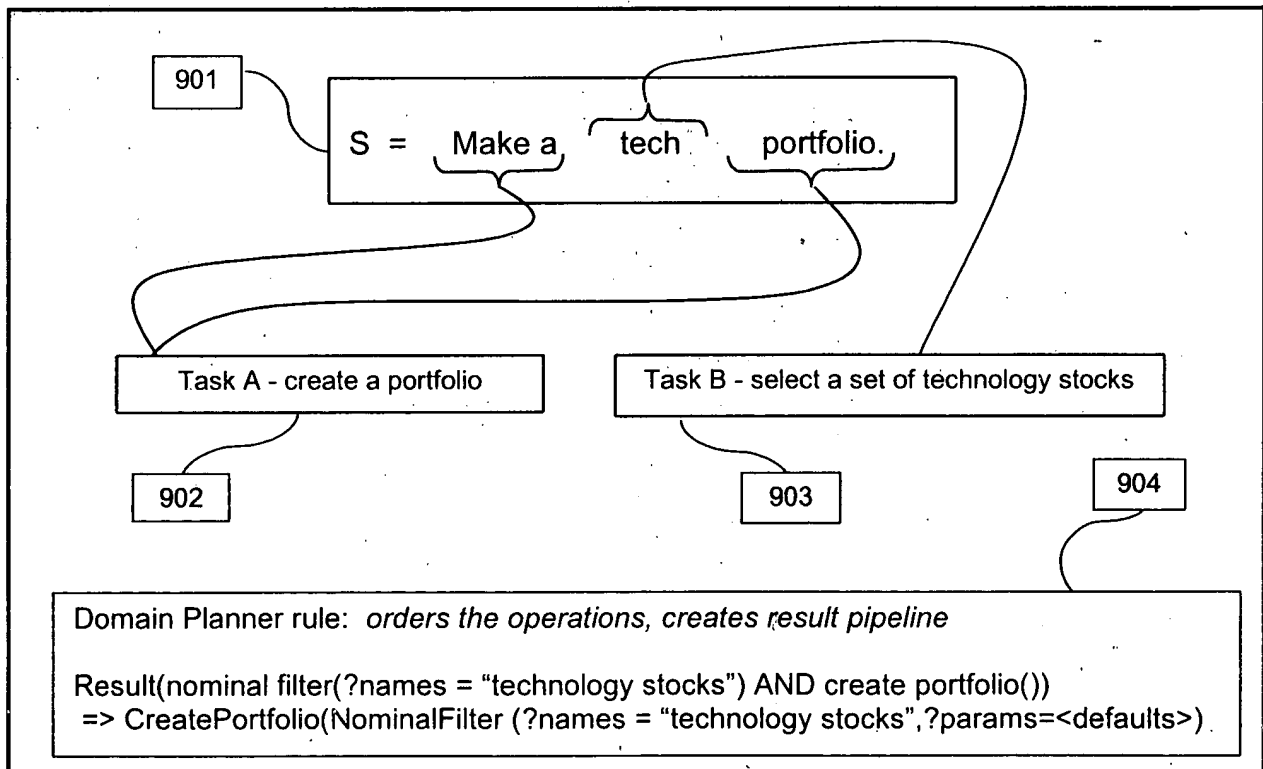 901
S = Make a tech portfolio.
Task A - create a portfolio
Task B - select a set of technology stocks
902
903
904
Domain Planner rule: orders the operations, creates result pipeline
Result(nominal filter(?names = “technology stocks”) AND create portfolio())
=> CreatePortfolio(NominalFilter (?names = “technology stocks”,?params=<defaults>)